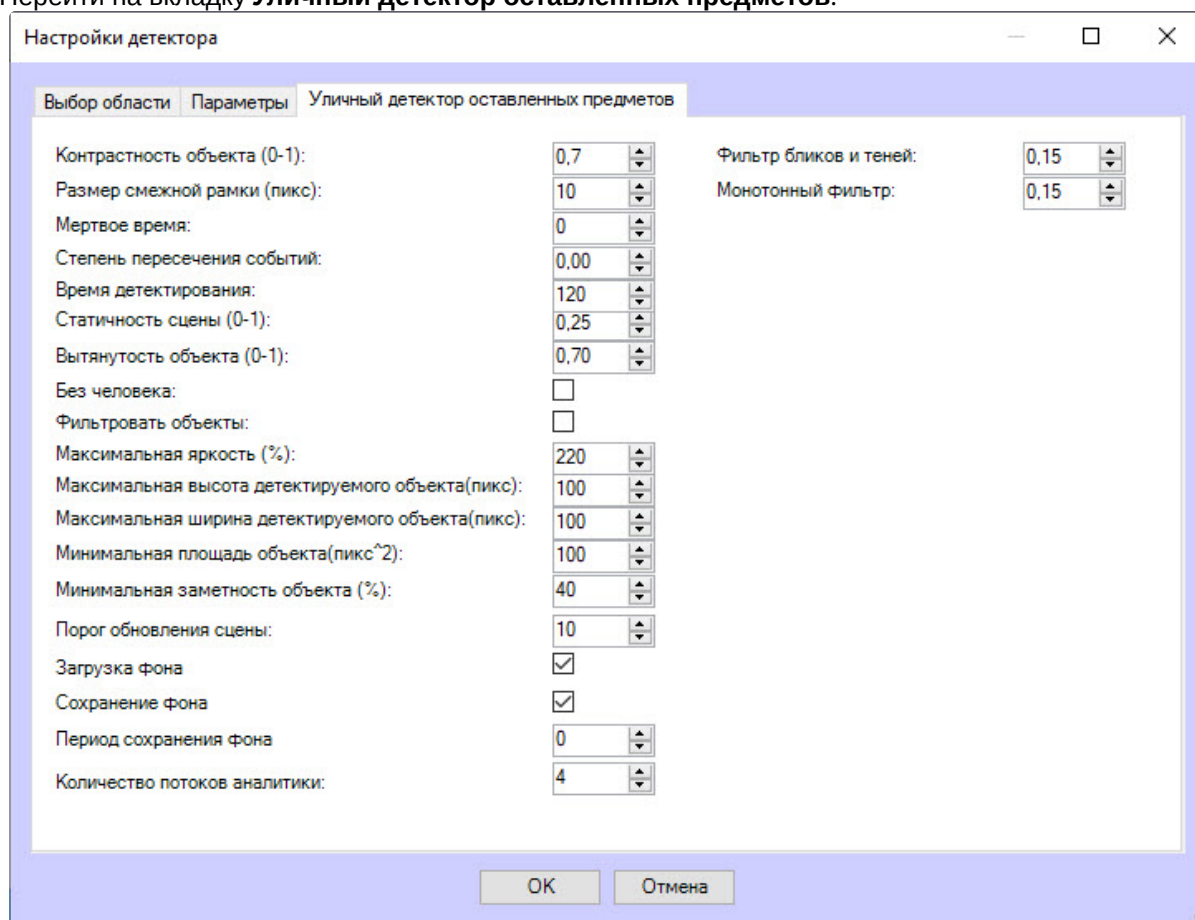 Перейти на вкладку Уличный детектор оставленных предметов.
Настройки детектора
Выбор области Параметры Уличный детектор оставленных предметов
Контрастность объекта (0-1): 0,7 Фильтр бликов и теней: 0,15
Размер смежной рамки (пикс): 10 Монотонный фильтр: 0,15
Мертвое время: 0
Степень пересечения событий: 0,00
Время детектирования: 120
Статичность сцены (0-1): 0,25
Вытянутость объекта (0-1): 0,70
Без человека:
Фильтровать объекты:
Максимальная яркость (%): 220
Максимальная высота детектируемого объекта(пикс): 100
Максимальная ширина детектируемого объекта(пикс): 100
Минимальная площадь объекта(пикс^2): 100
Минимальная заметность объекта (%): 40
Порог обновления сцены: 10
Загрузка фона
Сохранение фона
Период сохранения фона 0
Количество потоков аналитики: 4
OK Отмена